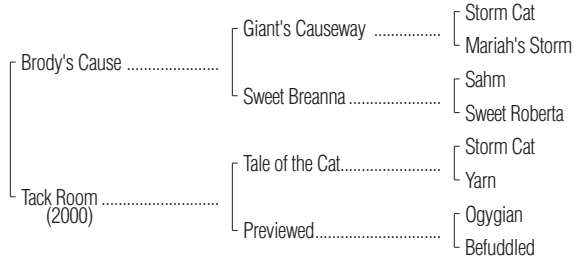 Storm Cat
Giant's Causeway ................
Mariah's Storm
Brody's Cause .......................
Sahm
Sweet Breanna .......................
Sweet Roberta
Storm Cat
Tale of the Cat.........................
Yarn
Tack Room .............................
(2000)
Ogygian
Previewed................................
Befuddled